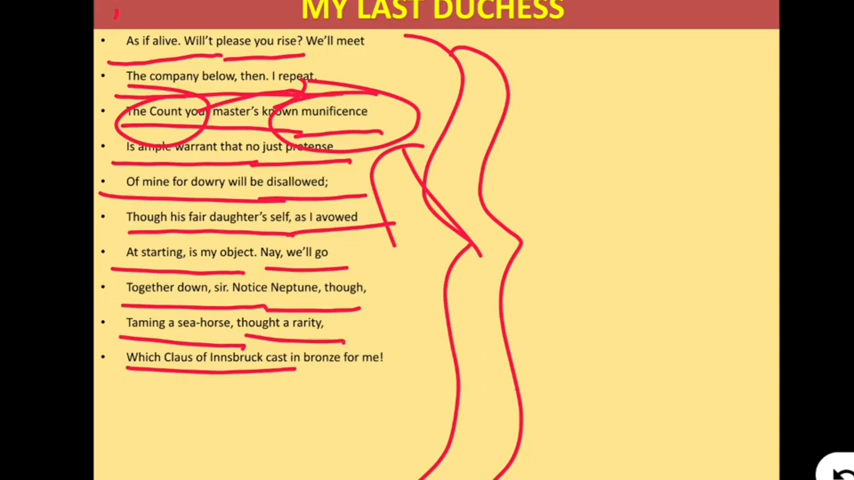 MY LAST DUCHESS
As if alive. Will't please you rise? We'll meet
The company below, then. I repeat,
The Count your master's known munificence
Is ample warrant that no just pretense
Of mine for dowry will be disallowed;
Though his fair daughter's self, as I avowed
At starting, is my object. Nay, we'll go
Together down, sir. Notice Neptune, though,
Taming a sea-horse, thought a rarity,
Which Claus of Innsbruck cast in bronze for me!